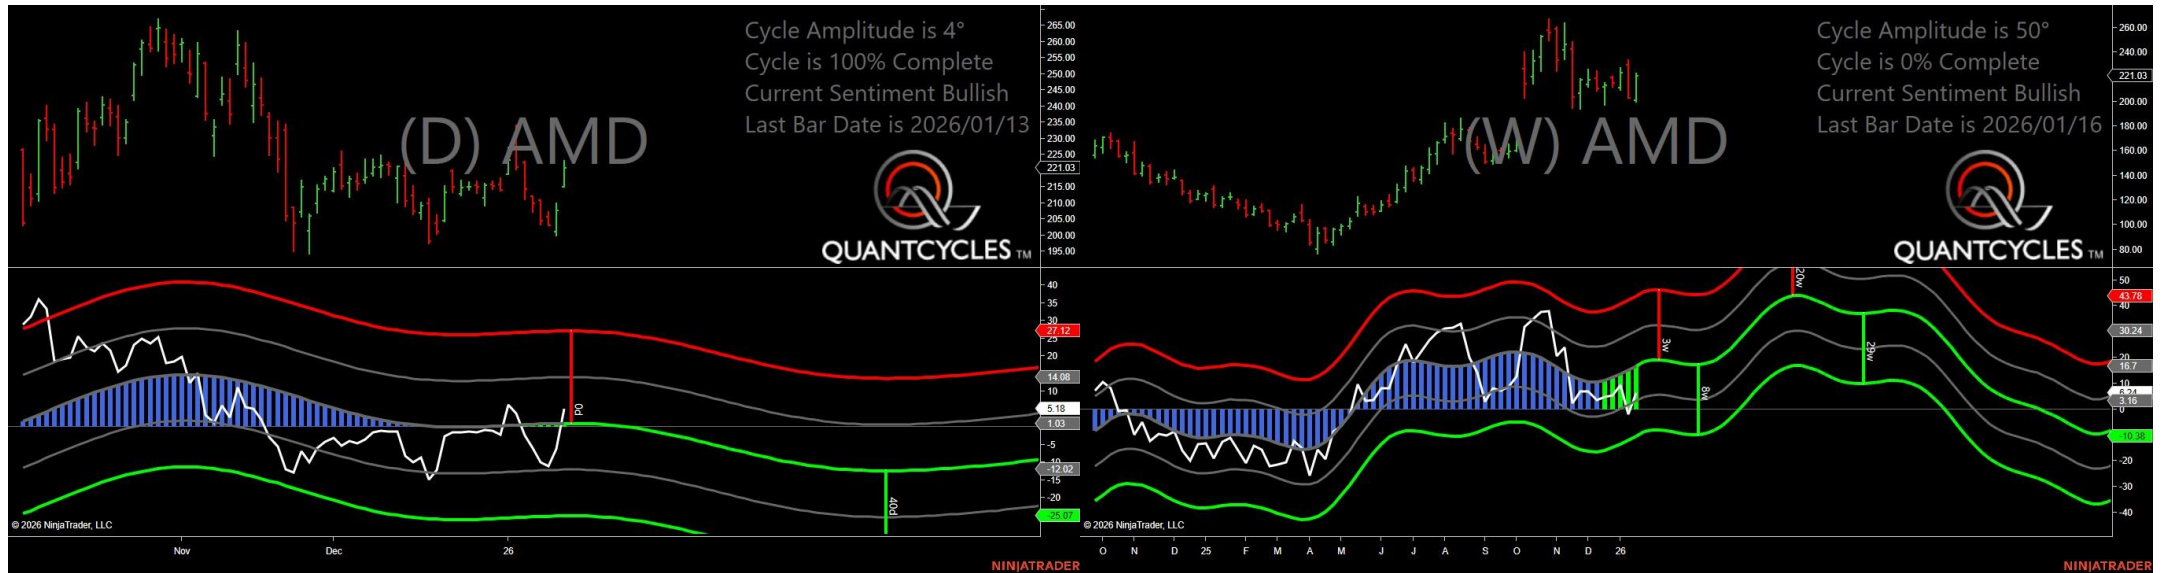 Cycle Amplitude is 4°
Cycle is 100% Complete
Current Sentiment Bullish
Last Bar Date is 2026/01/13
(D) AMD
QUANTCYCLES TM
265.00
260.00
255.00
250.00
245.00
240.00
235.00
230.00
225.00
221.03
215.00
210.00
205.00
200.00
195.00
40
35
30
27.12
25
20
14.08
10
5.18
1.03
-5
-10
-12.02
-15
-20
-25.07
0d
40d
© 2026 NinjaTrader, LLC
Nov
Dec
26
NINJATRADER
Cycle Amplitude is 50°
Cycle is 0% Complete
Current Sentiment Bullish
Last Bar Date is 2026/01/16
(W) AMD
QUANTCYCLES TM
260.00
240.00
221.03
200.00
180.00
160.00
140.00
120.00
100.00
80.00
50
43.78
40
30.24
20
16.7
10
3.16
0
-10.38
-20
-30
-40
3w
8w
20w
29w
© 2026 NinjaTrader, LLC
O N D 25 F M A M J J A S O N D 26
NINJATRADER